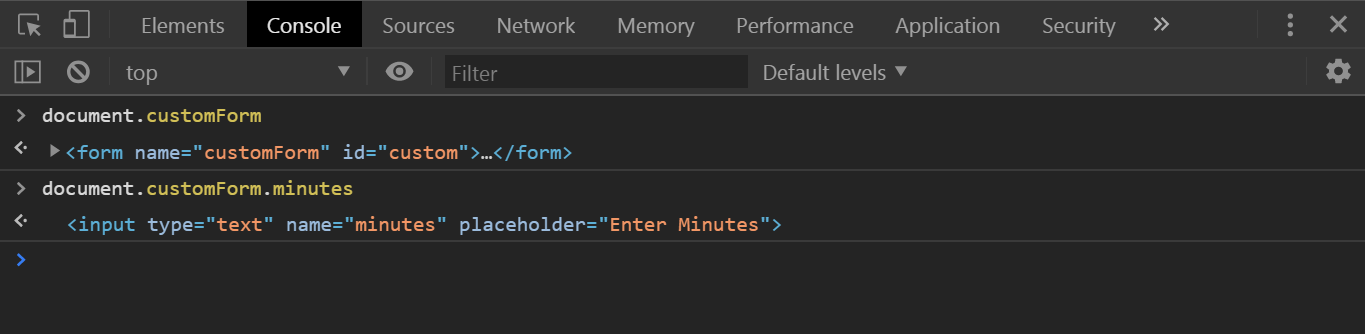 Elements Console Sources Network Memory Performance Application Security »
top Filter Default levels
> document.customForm
<form name="customForm" id="custom">…</form>
> document.customForm.minutes
<input type="text" name="minutes" placeholder="Enter Minutes">
>